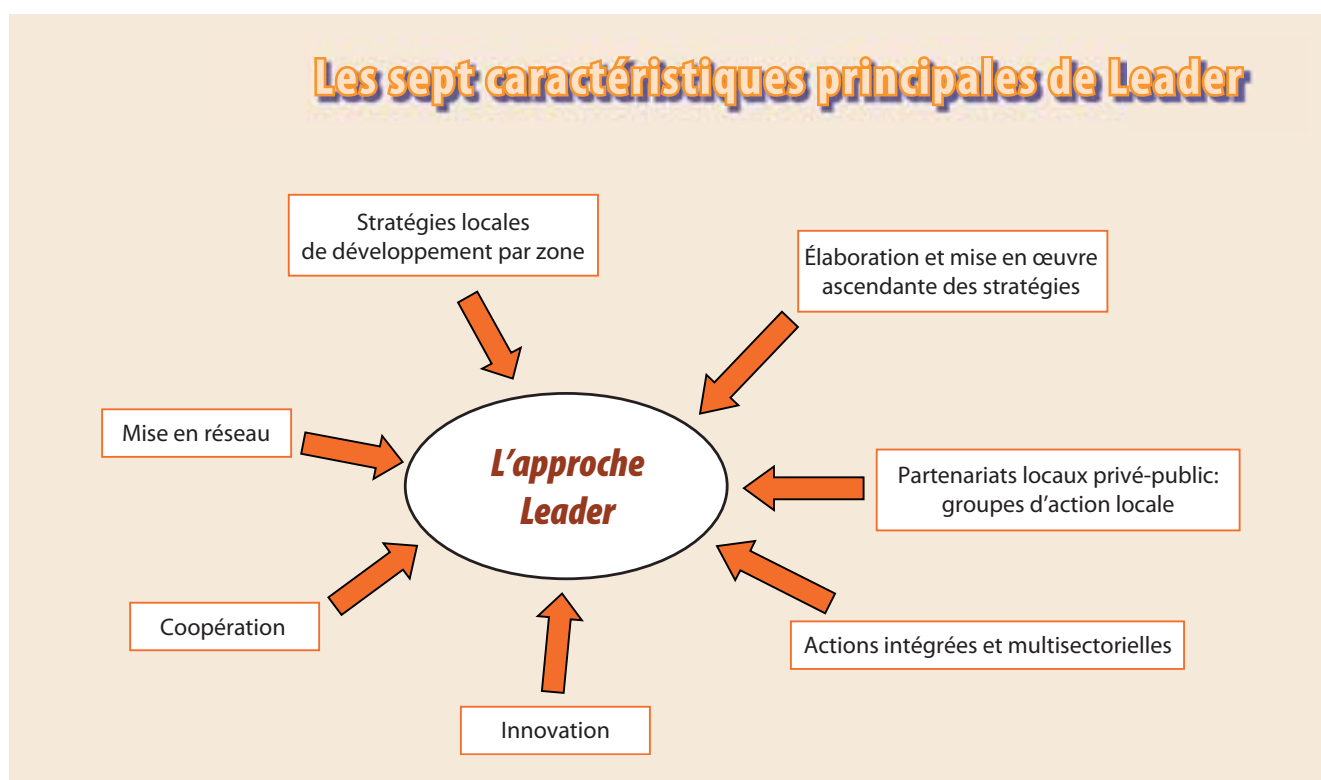 Les sept caractéristiques principales de Leader
Stratégies locales
de développement par zone
Élaboration et mise en œuvre
ascendante des stratégies
Mise en réseau
L'approche
Leader
Partenariats locaux privé-public:
groupes d'action locale
Coopération
Actions intégrées et multisectorielles
Innovation